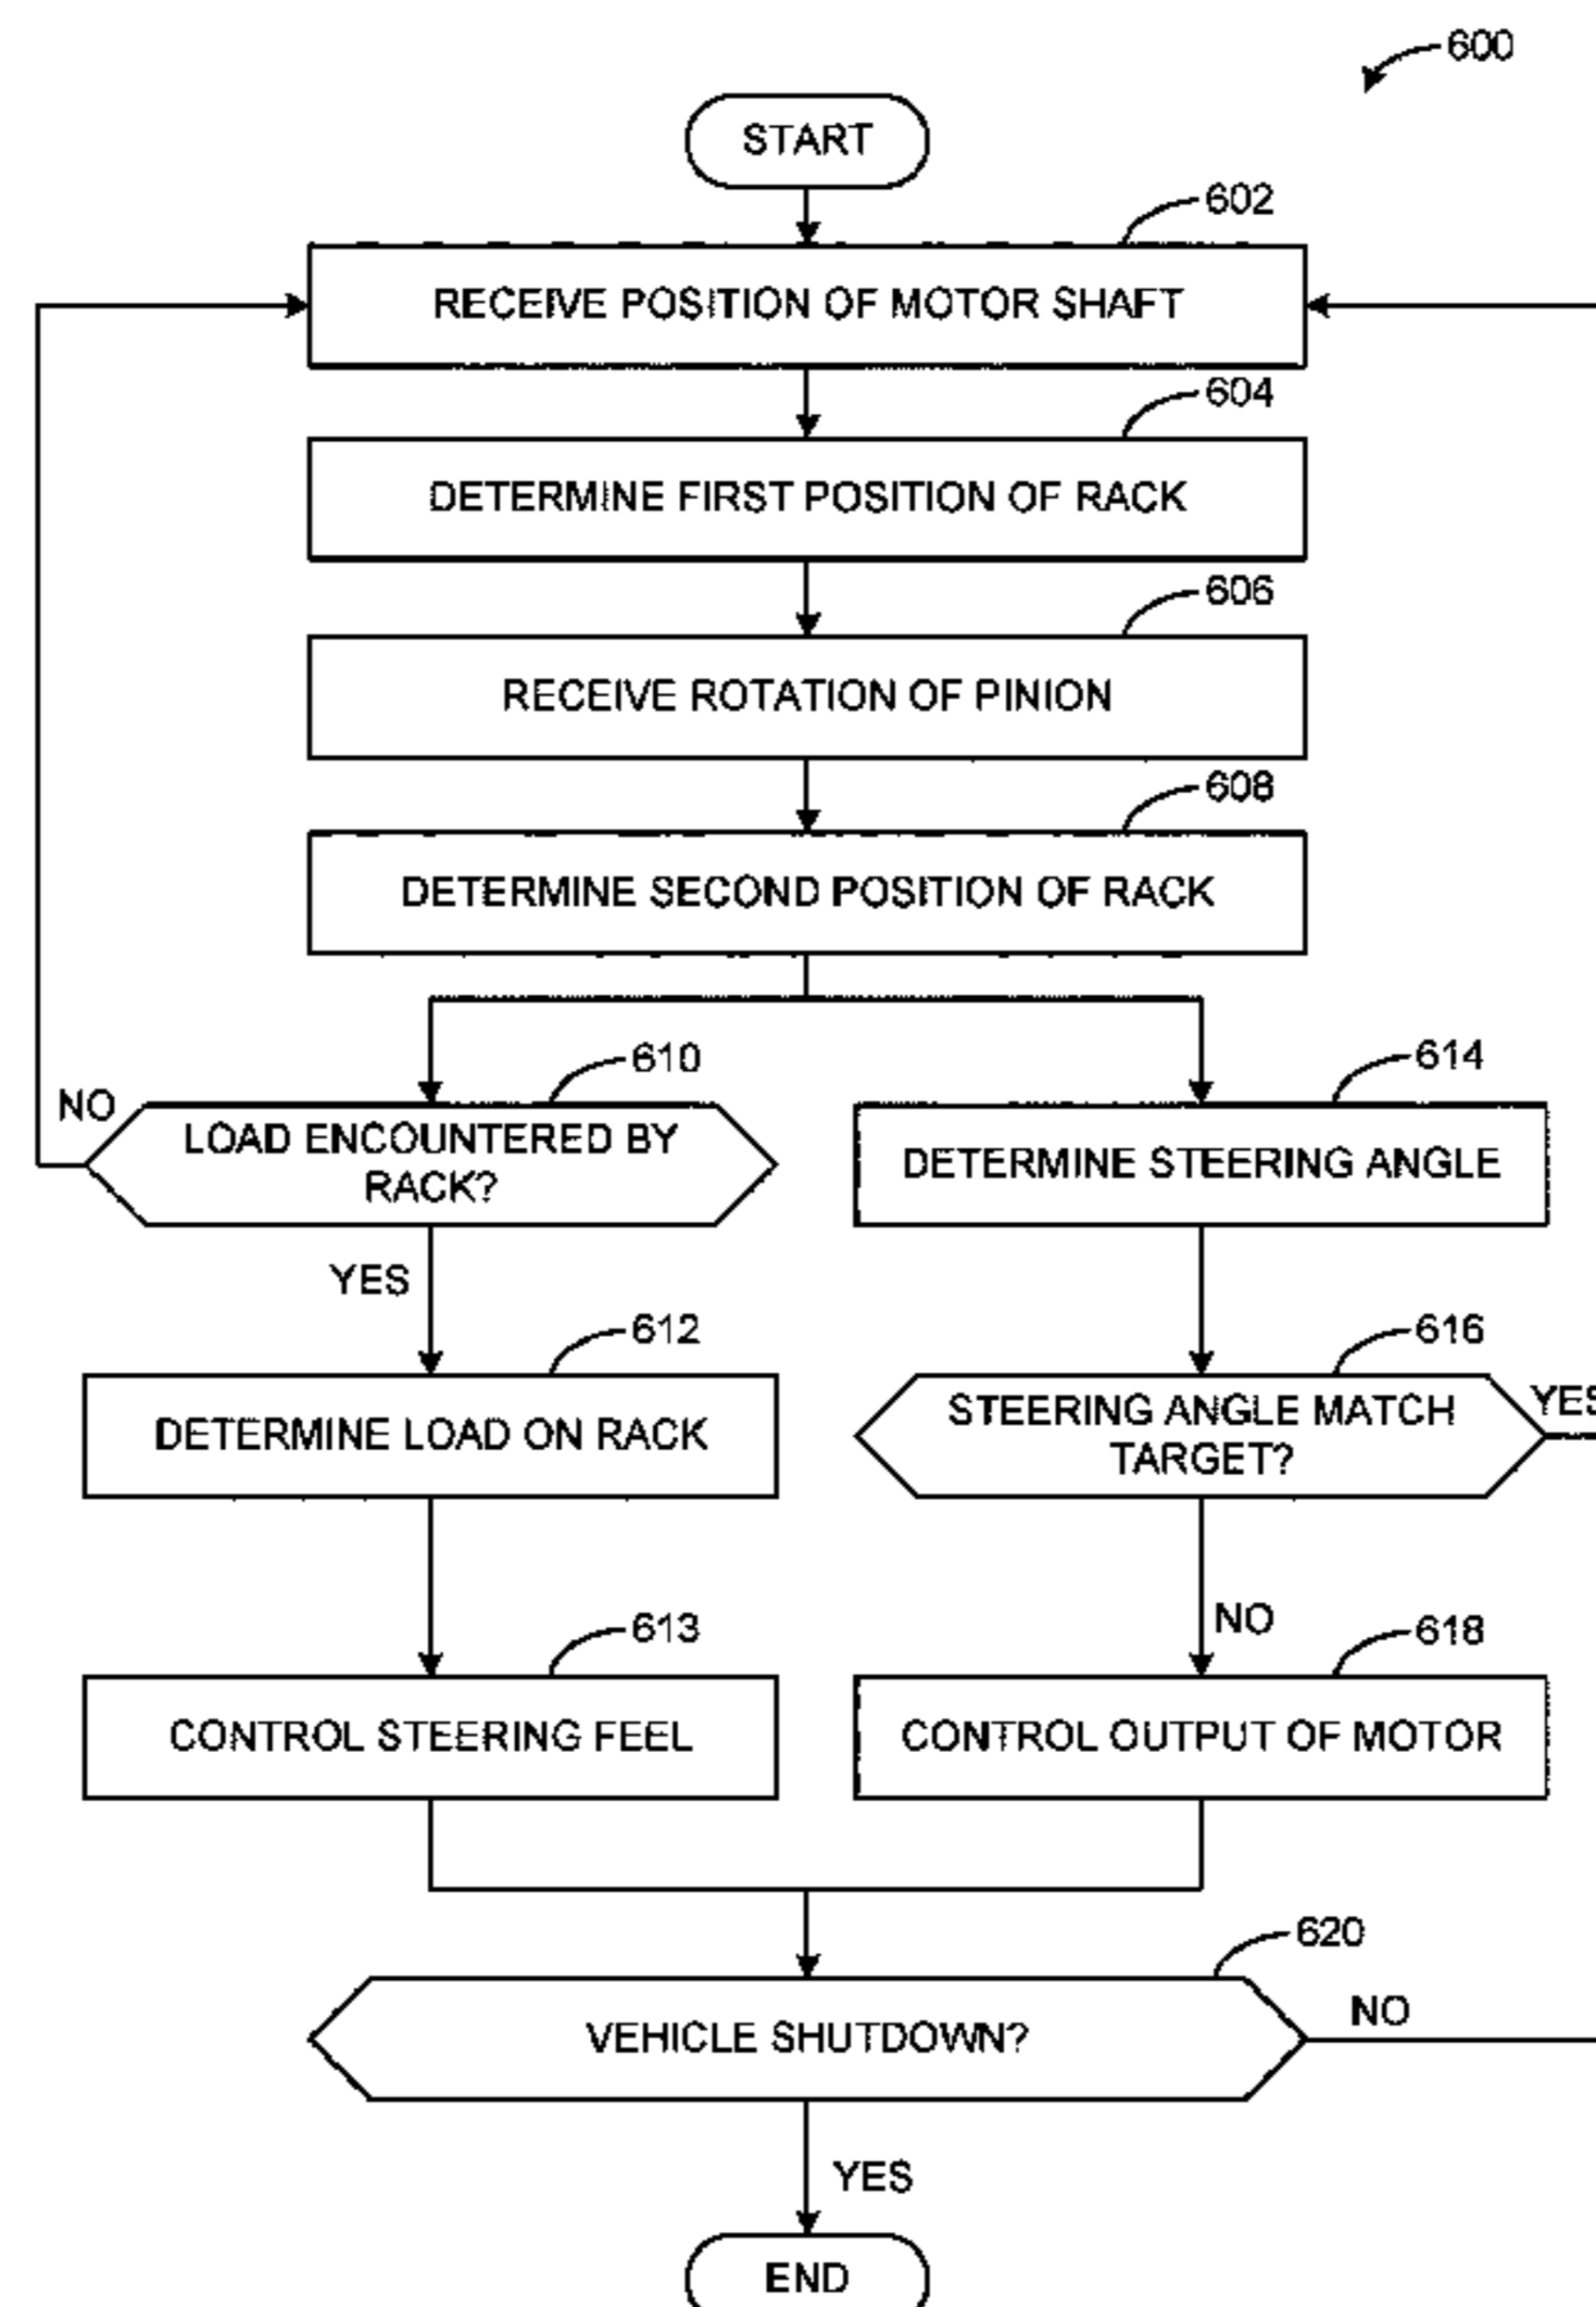 600
START
602
RECEIVE POSITION OF MOTOR SHAFT
604
DETERMINE FIRST POSITION OF RACK
606
RECEIVE ROTATION OF PINION
608
DETERMINE SECOND POSITION OF RACK
610
NO
LOAD ENCOUNTERED BY
RACK?
YES
614
DETERMINE STEERING ANGLE
612
DETERMINE LOAD ON RACK
616
STEERING ANGLE MATCH
TARGET?
YES
NO
613
CONTROL STEERING FEEL
618
CONTROL OUTPUT OF MOTOR
620
VEHICLE SHUTDOWN?
NO
YES
END